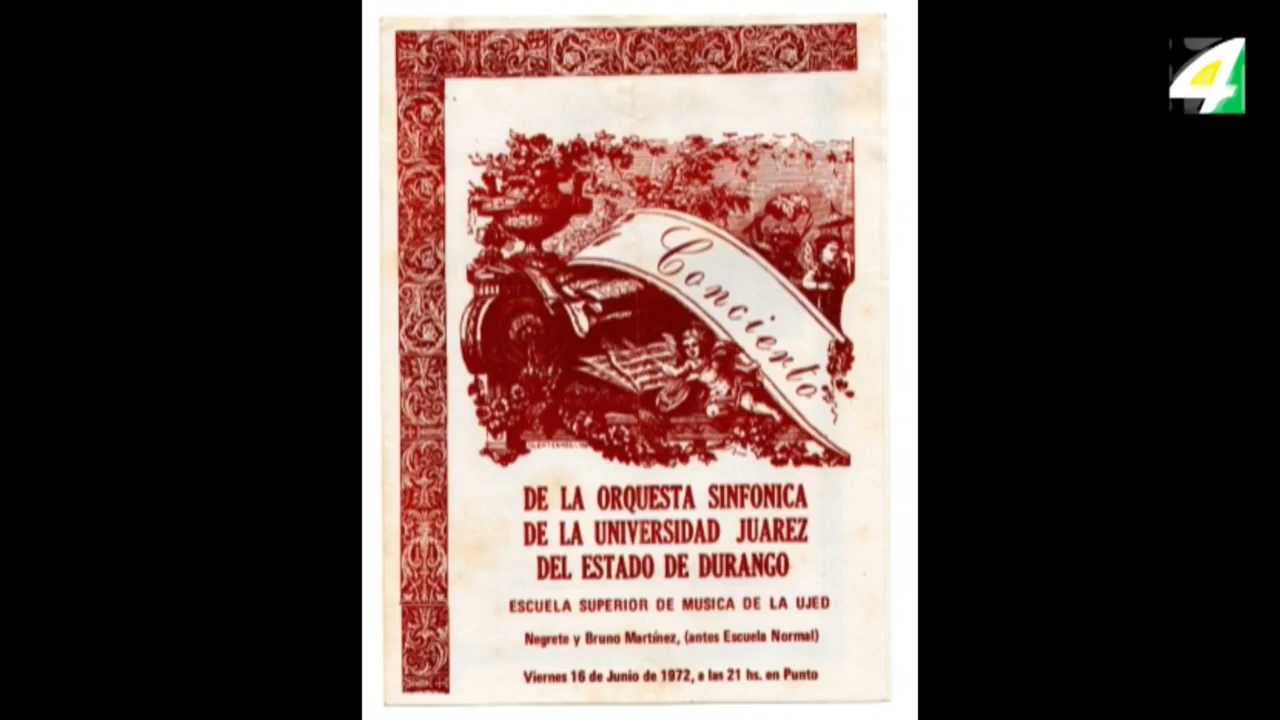 4
Concierto
DE LA ORQUESTA SINFONICA
DE LA UNIVERSIDAD JUAREZ
DEL ESTADO DE DURANGO
ESCUELA SUPERIOR DE MUSICA DE LA UJED
Negrete y Bruno Martínez, (antes Escuela Normal)
Viernes 16 de Junio de 1972, a las 21 hs. en Punto